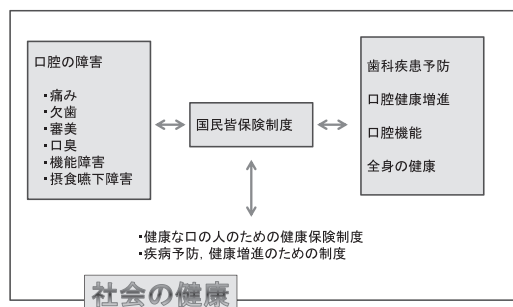 口腔の障害
・痛み
・欠歯
・審美
・口臭
・機能障害
・摂食嚥下障害
国民皆保険制度
歯科疾患予防
口腔健康増進
口腔機能
全身の健康
・健康な口の人のための健康保険制度
・疾病予防，健康増進のための制度
社会の健康